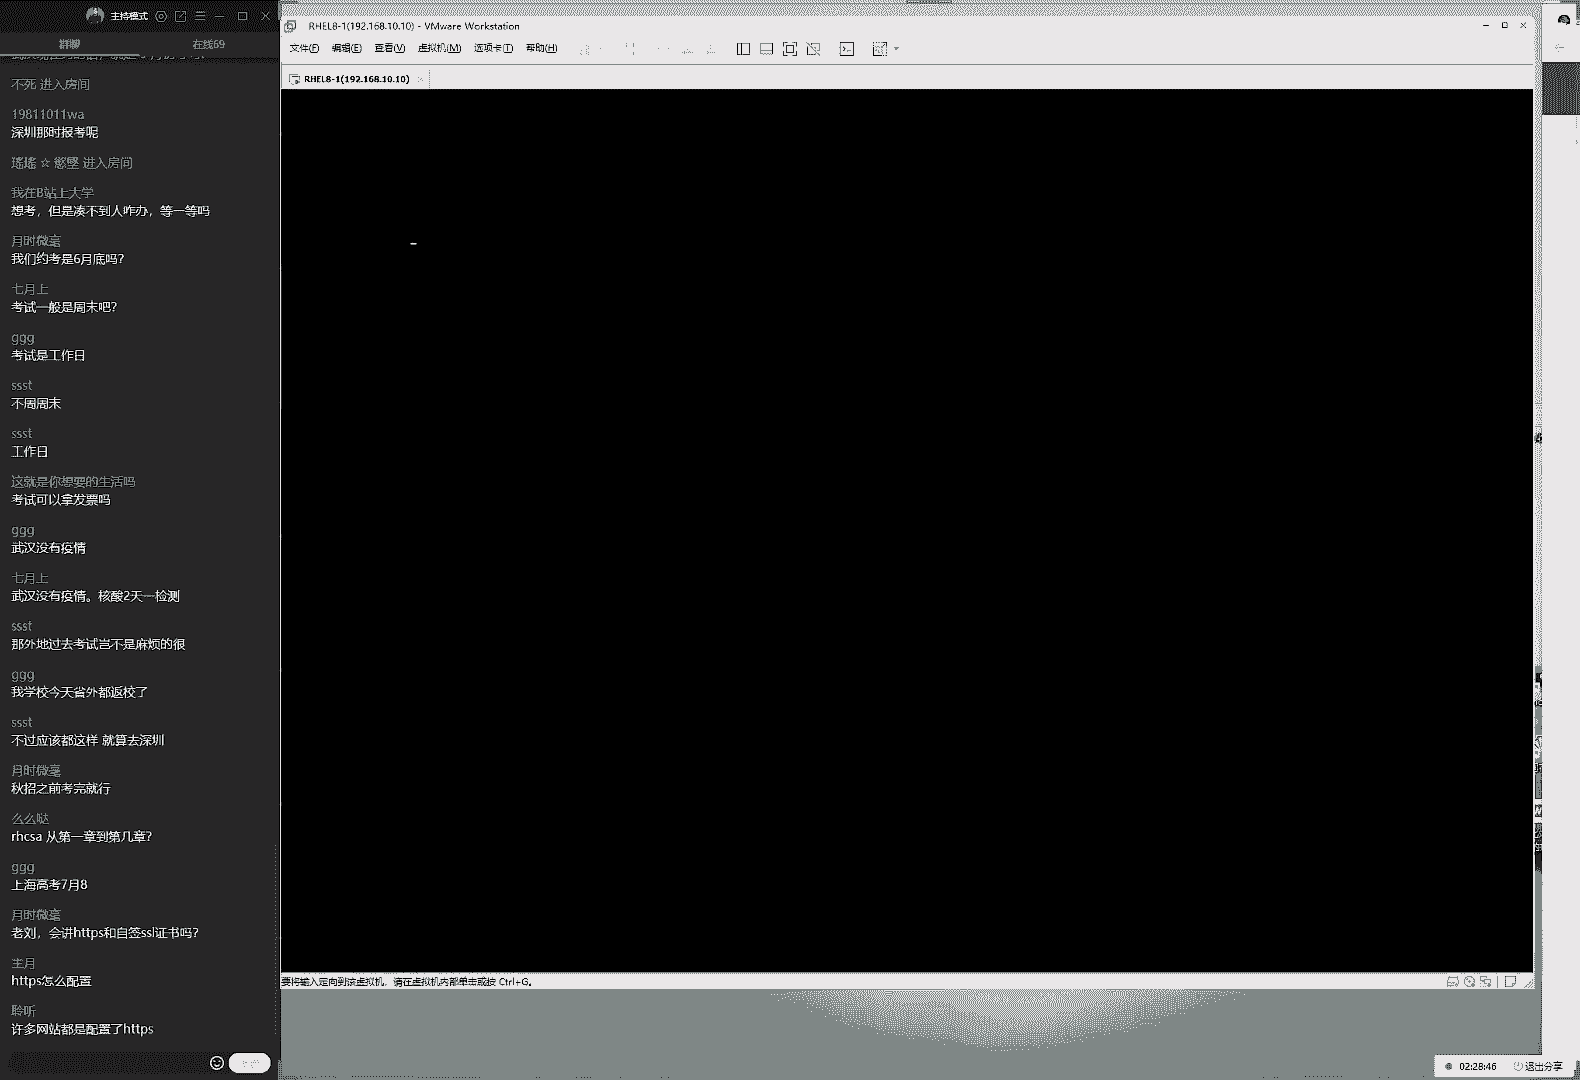 主持模式
群聊
在线69
不死 进入房间
19811011wa
深圳那时报考呢
瑤瑤 ☆ 慾壑 进入房间
我在B站上大学
想考，但是凑不到人咋办，等一等吗
月时微毫
我们约考是6月底吗？
七月上
考试一般是周末吧？
ggg
考试是工作日
ssst
不周周末
ssst
工作日
这就是你想要的生活吗
考试可以拿发票吗
ggg
武汉没有疫情
七月上
武汉没有疫情。核酸2天一检测
ssst
那外地过去考试岂不是麻烦的很
ggg
我学校今天省外都返校了
ssst
不过应该都这样 就算去深圳
月时微毫
秋招之前考完就行
么么哒
rhcsa 从第一章到第几章？
ggg
上海高考7月8
月时微毫
老刘，会讲https和自签ssl证书吗？
主月
https怎么配置
聆听
许多网站都是配置了https
RHEL8-1(192.168.10.10) - VMware Workstation
文件(F) 编辑(E) 查看(V) 虚拟机(M) 选项卡(T) 帮助(H)
RHEL8-1(192.168.10.10)
要将输入定向到该虚拟机，请在虚拟机内部单击或按 Ctrl+G。
02:28:46 退出分享